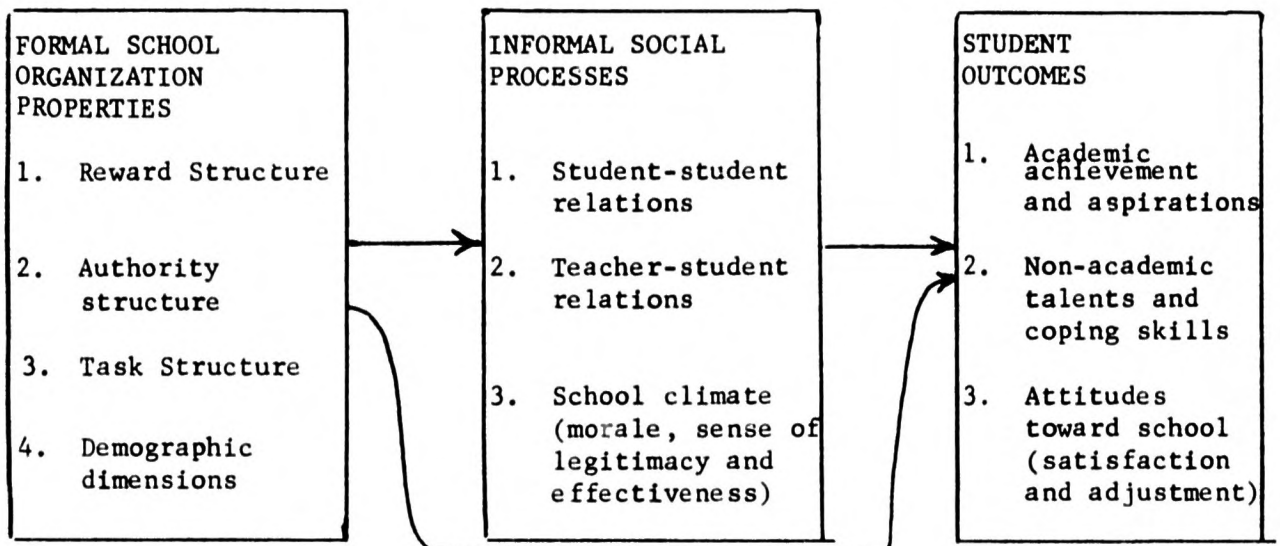 FORMAL SCHOOL
ORGANIZATION
PROPERTIES
1. Reward Structure
2. Authority
structure
3. Task Structure
4. Demographic
dimensions
INFORMAL SOCIAL
PROCESSES
1. Student-student
relations
2. Teacher-student
relations
3. School climate
(morale, sense of
legitimacy and
effectiveness)
STUDENT
OUTCOMES
1. Academic
achievement
and aspirations
2. Non-academic
talents and
coping skills
3. Attitudes
toward school
(satisfaction
and adjustment)